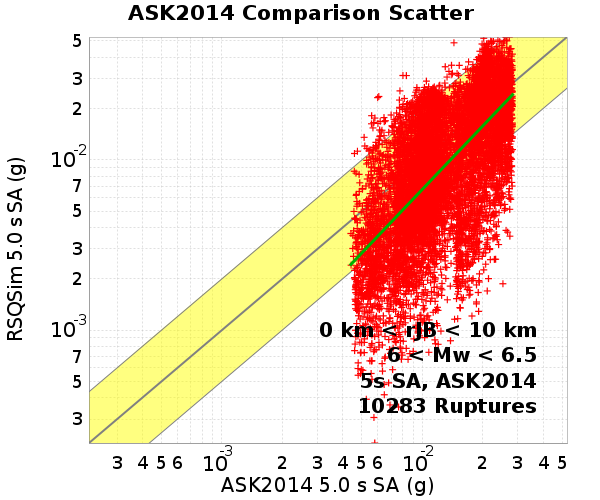 ASK2014 Comparison Scatter
RSQSim 5.0 s SA (g)
5
3
2
10-2
7
5
3
2
10-3
7
5
3
0 km < rJB < 10 km
6 < Mw < 6.5
5s SA, ASK2014
10283 Ruptures
3 4 5 6 10-3 2 3 4 5 6 10-2 2 3 4 5
ASK2014 5.0 s SA (g)